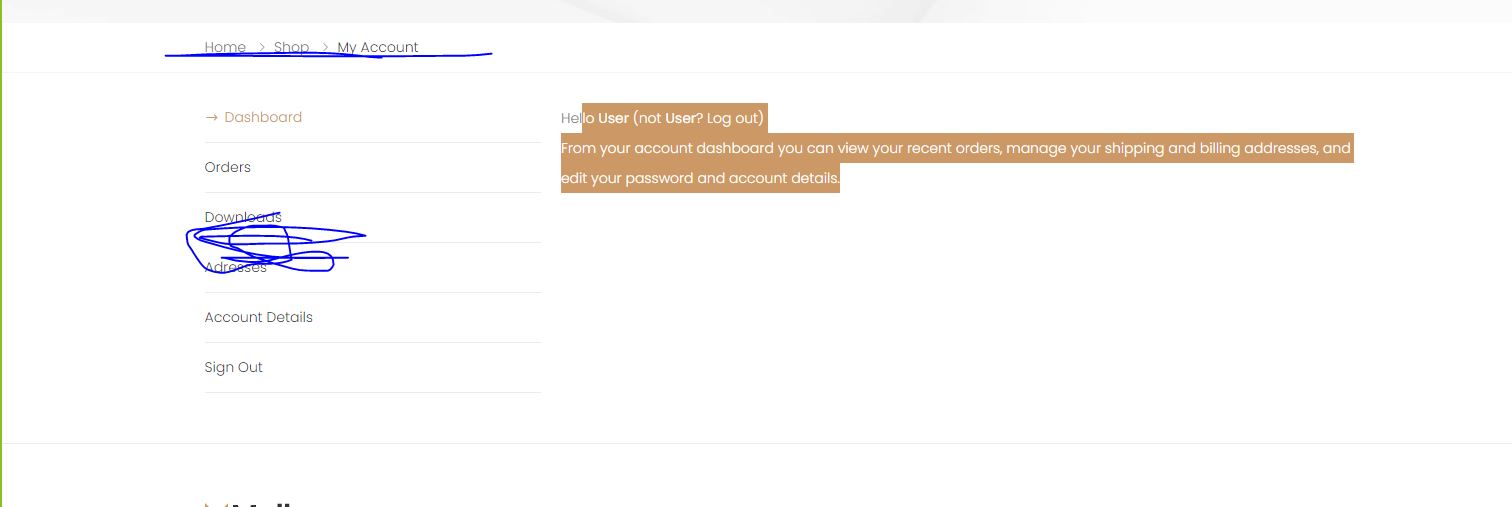 Home > Shop > My Account
→ Dashboard
Hello User (not User? Log out)
From your account dashboard you can view your recent orders, manage your shipping and billing addresses, and
edit your password and account details.
Orders
Downloads
Adresses
Account Details
Sign Out